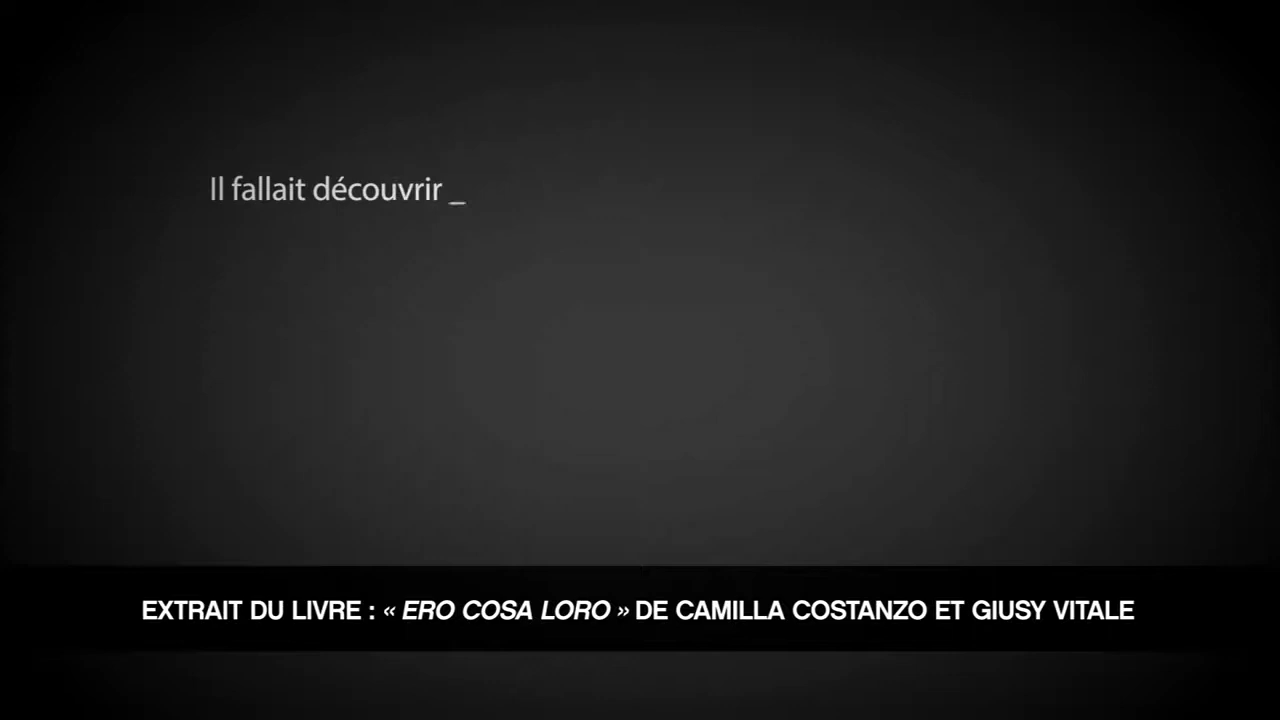 Il fallait découvrir _
EXTRAIT DU LIVRE : « ERO COSA LORO » DE CAMILLA COSTANZO ET GIUSY VITALE